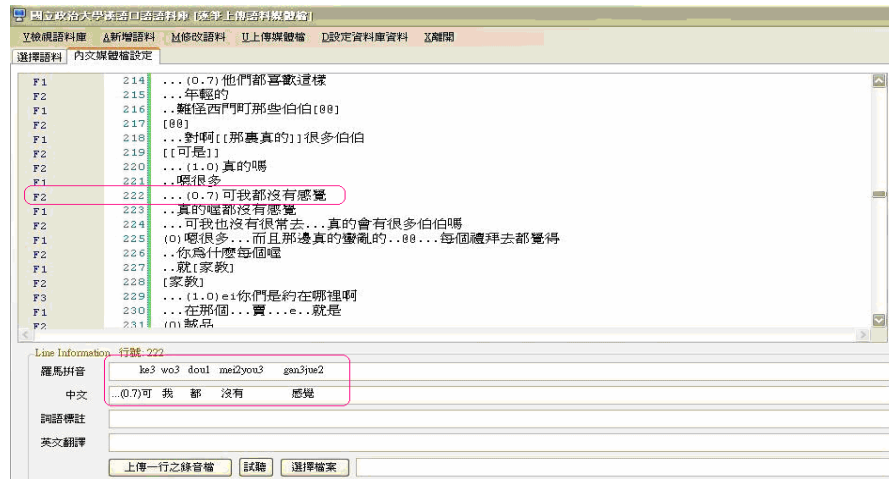 國立政治大學漢語口語語料庫 [逐筆上傳語料媒體檔]
V檢視語料庫 A新增語料 M修改語料 U上傳媒體檔 D設定資料庫資料 X離開
選擇語料 內文媒體檔設定
F1 214 ...(0.7)他們都喜歡這樣
F2 215 ...年輕的
F1 216 ..難怪西門町那些伯伯[@@]
F2 217 [@@]
F1 218 ...對啊[[那裏真的]]很多伯伯
F2 219 [[可是]]
F2 220 ...(1.0)真的嗎
F1 221 ..嗯很多
F2 222 ...(0.7)可我都沒有感覺
F1 223 ..真的喔都沒有感覺
F2 224 ...可我也沒有很常去...真的會有很多伯伯嗎
F1 225 (0)嗯很多...而且那邊真的蠻亂的..@@...每個禮拜去都覺得
F2 226 ..你為什麼每個喔
F1 227 ..就[家教]
F2 228 [家教]
F3 229 ...(1.0)ei你們是約在哪裡啊
F1 230 ...在那個...賣...e..就是
F2 231 (0)誠品
Line Information 行號: 222
羅馬拼音 ke3 wo3 dou1 mei2you3 gan3jue2
中文 ...(0.7)可 我 都 沒有 感覺
詞語標註
英文翻譯
上傳一行之錄音檔 試聽 選擇檔案